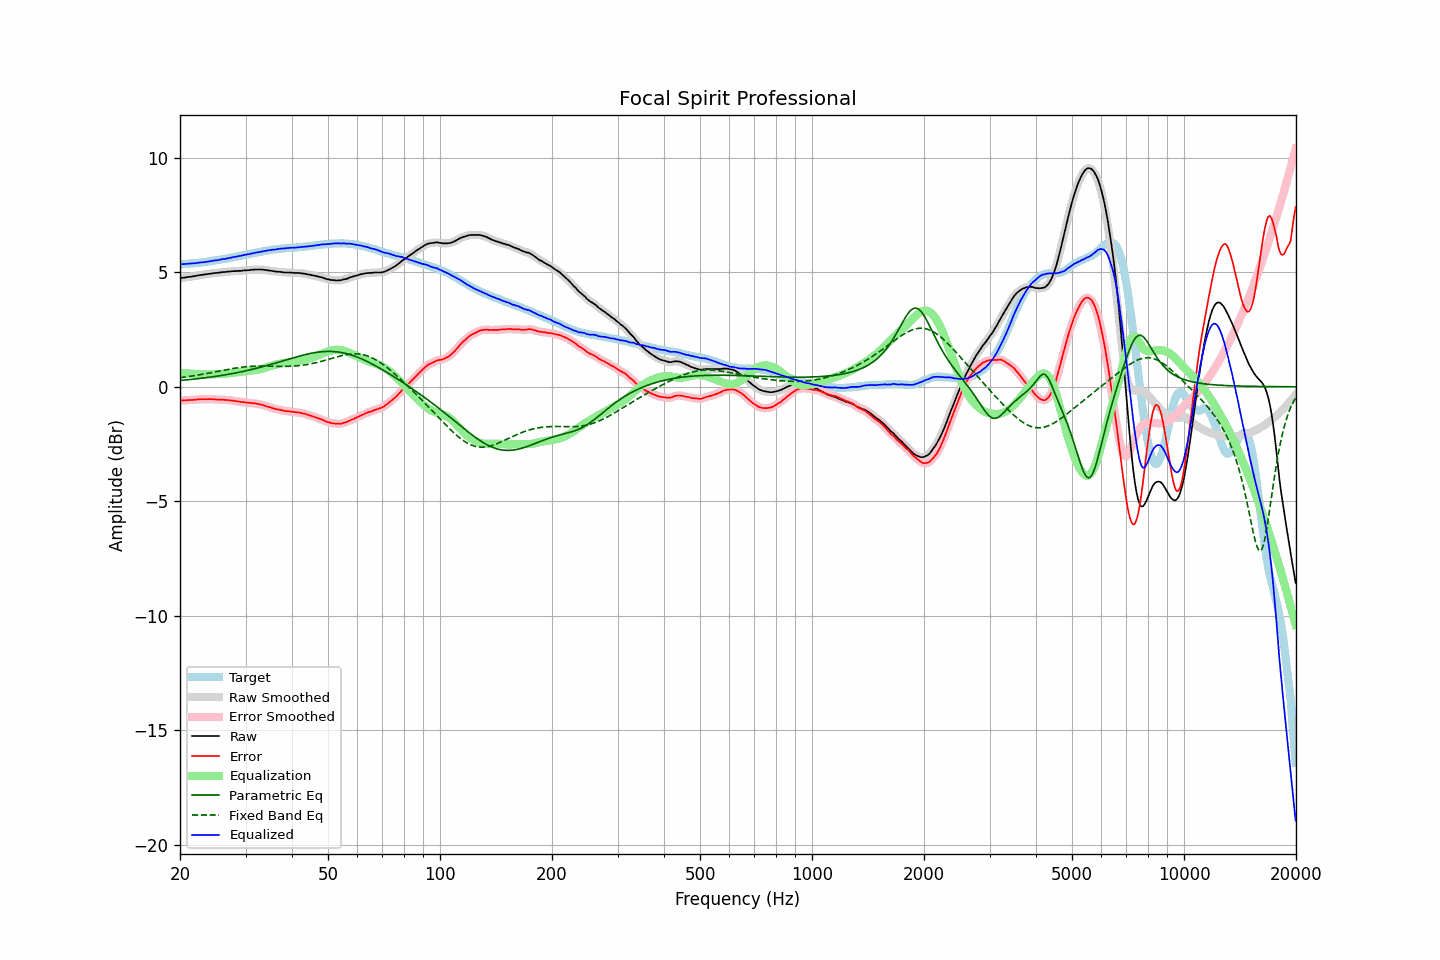 Focal Spirit Professional
Amplitude (dBr)
10
5
0
−5
−10
−15
−20
Target
Raw Smoothed
Error Smoothed
Raw
Error
Equalization
Parametric Eq
Fixed Band Eq
Equalized
20 50 100 200 500 1000 2000 5000 10000 20000
Frequency (Hz)